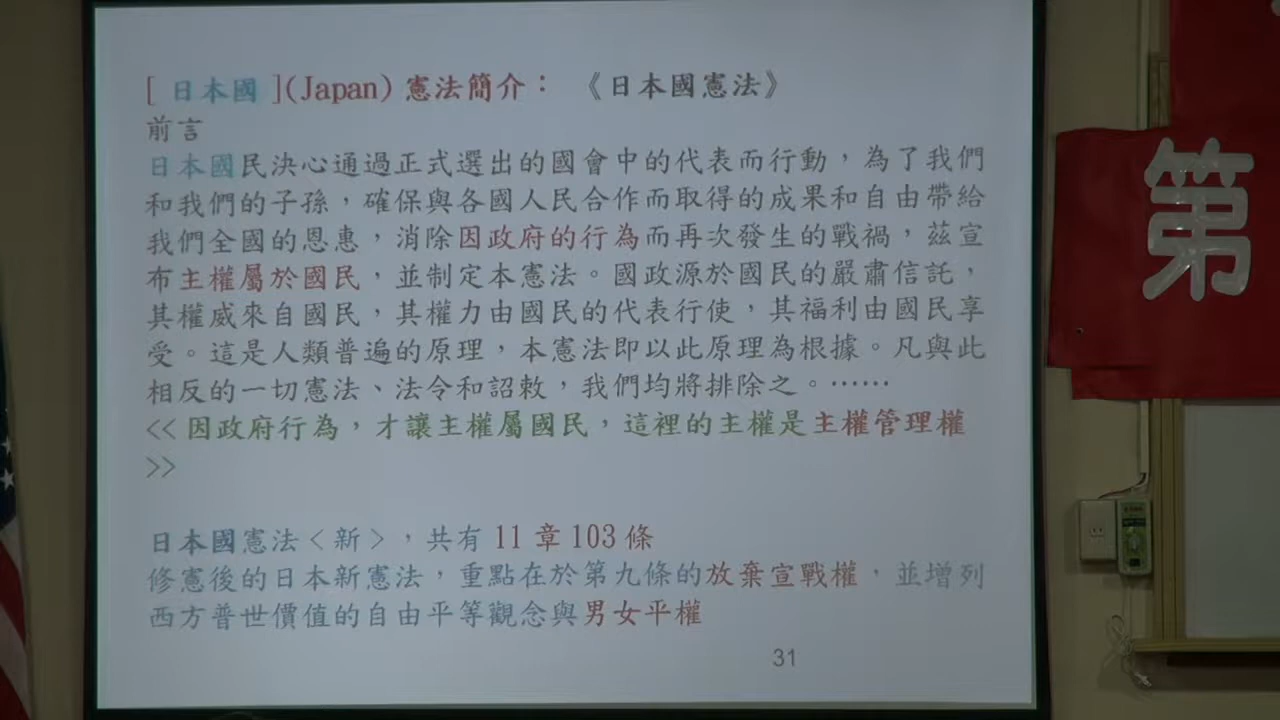 [ 日本國 ](Japan) 憲法簡介： 《日本國憲法》
前言
日本國民決心通過正式選出的國會中的代表而行動，為了我們
和我們的子孫，確保與各國人民合作而取得的成果和自由帶給
我們全國的恩惠，消除因政府的行為而再次發生的戰禍，茲宣
布主權屬於國民，並制定本憲法。國政源於國民的嚴肅信託，
其權威來自國民，其權力由國民的代表行使，其福利由國民享
受。這是人類普遍的原理，本憲法即以此原理為根據。凡與此
相反的一切憲法、法令和詔敕，我們均將排除之。⋯⋯
<< 因政府行為，才讓主權屬國民，這裡的主權是主權管理權
>>
日本國憲法＜新＞，共有 11 章 103 條
修憲後的日本新憲法，重點在於第九條的放棄宣戰權，並增列
西方普世價值的自由平等觀念與男女平權
31
第